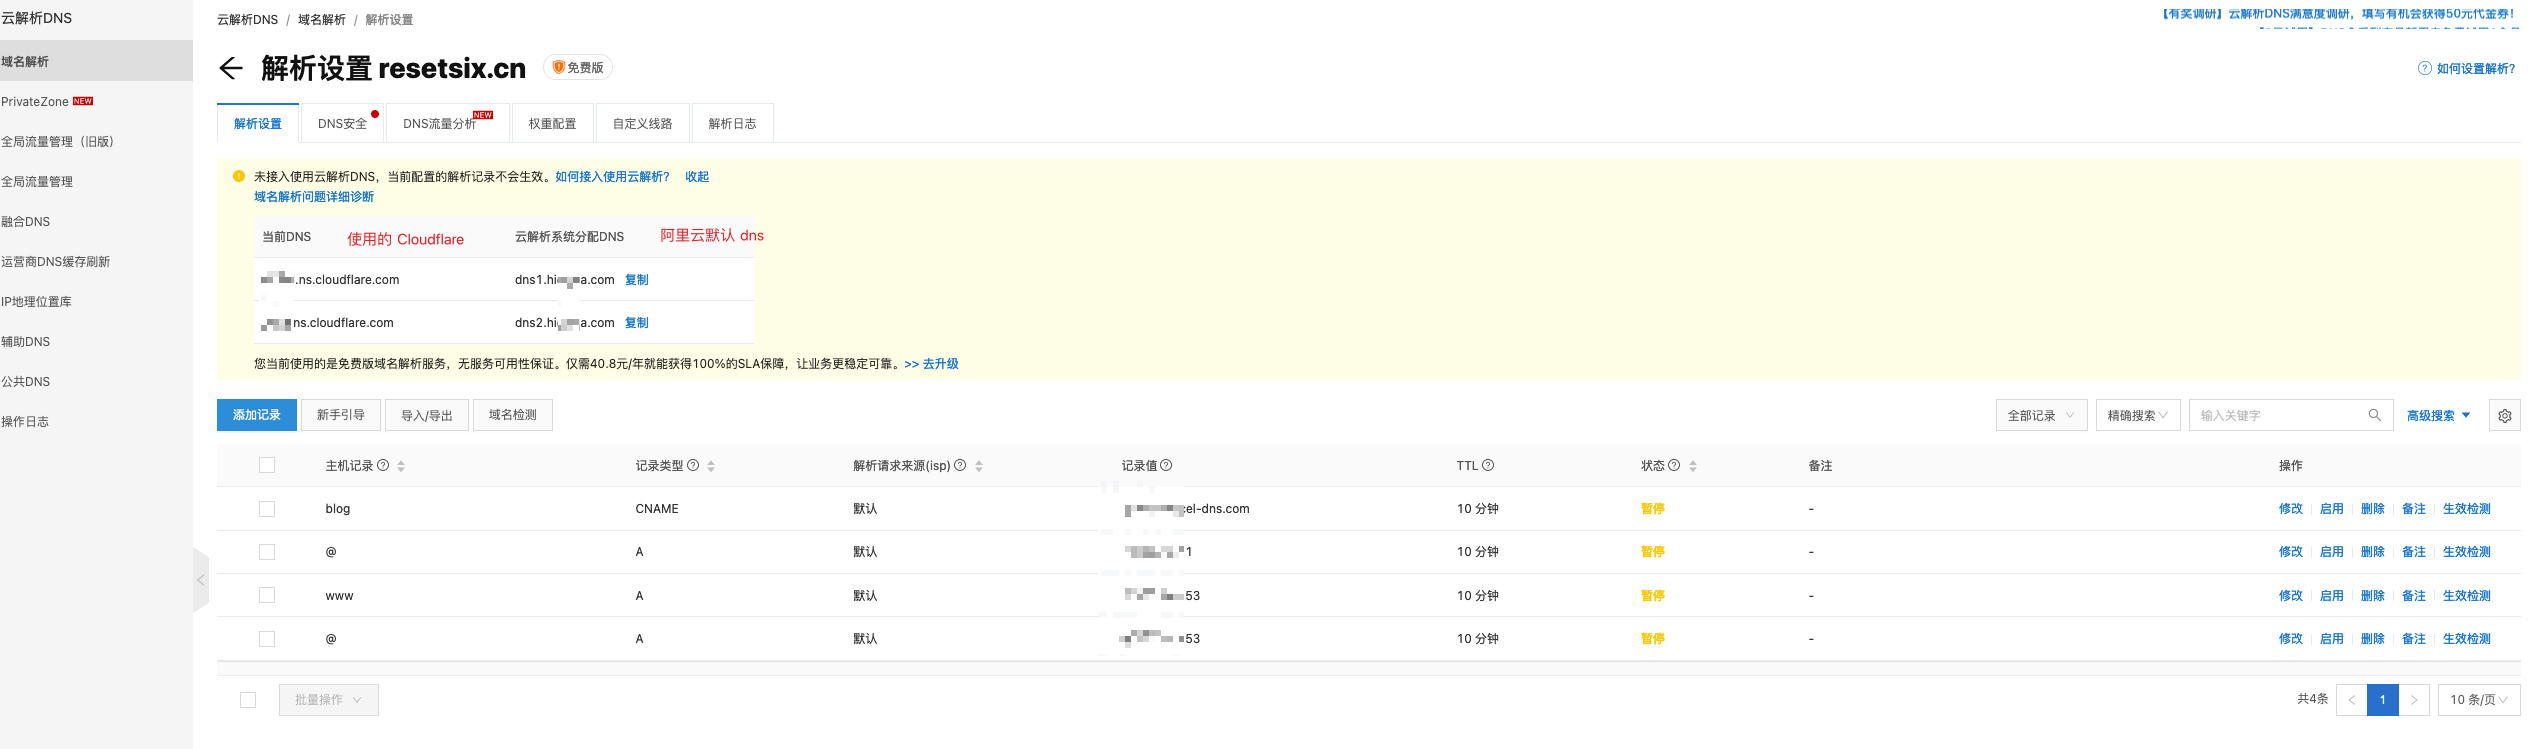 云解析DNS
域名解析
PrivateZone NEW
全局流量管理（旧版）
全局流量管理
融合DNS
运营商DNS缓存刷新
IP地理位置库
辅助DNS
公共DNS
操作日志
云解析DNS / 域名解析 / 解析设置
【有奖调研】云解析DNS满意度调研，填写有机会获得50元代金券！
解析设置 resetsix.cn 免费版
如何设置解析?
解析设置 DNS安全 DNS流量分析 NEW 权重配置 自定义线路 解析日志
未接入使用云解析DNS，当前配置的解析记录不会生效。如何接入使用云解析? 收起
域名解析问题详细诊断
当前DNS 使用的 Cloudflare 云解析系统分配DNS 阿里云默认 dns
.ns.cloudflare.com dns1.hi a.com 复制
ns.cloudflare.com dns2.hi a.com 复制
您当前使用的是免费版域名解析服务，无服务可用性保证。仅需40.8元/年就能获得100%的SLA保障，让业务更稳定可靠。>> 去升级
添加记录 新手引导 导入/导出 域名检测 全部记录 精确搜索 输入关键字 高级搜索
主机记录 记录类型 解析请求来源(isp) 记录值 TTL 状态 备注 操作
blog CNAME 默认 el-dns.com 10 分钟 暂停 - 修改 启用 删除 备注 生效检测
@ A 默认 1 10 分钟 暂停 - 修改 启用 删除 备注 生效检测
www A 默认 53 10 分钟 暂停 - 修改 启用 删除 备注 生效检测
@ A 默认 53 10 分钟 暂停 - 修改 启用 删除 备注 生效检测
批量操作 共4条 1 10 条/页